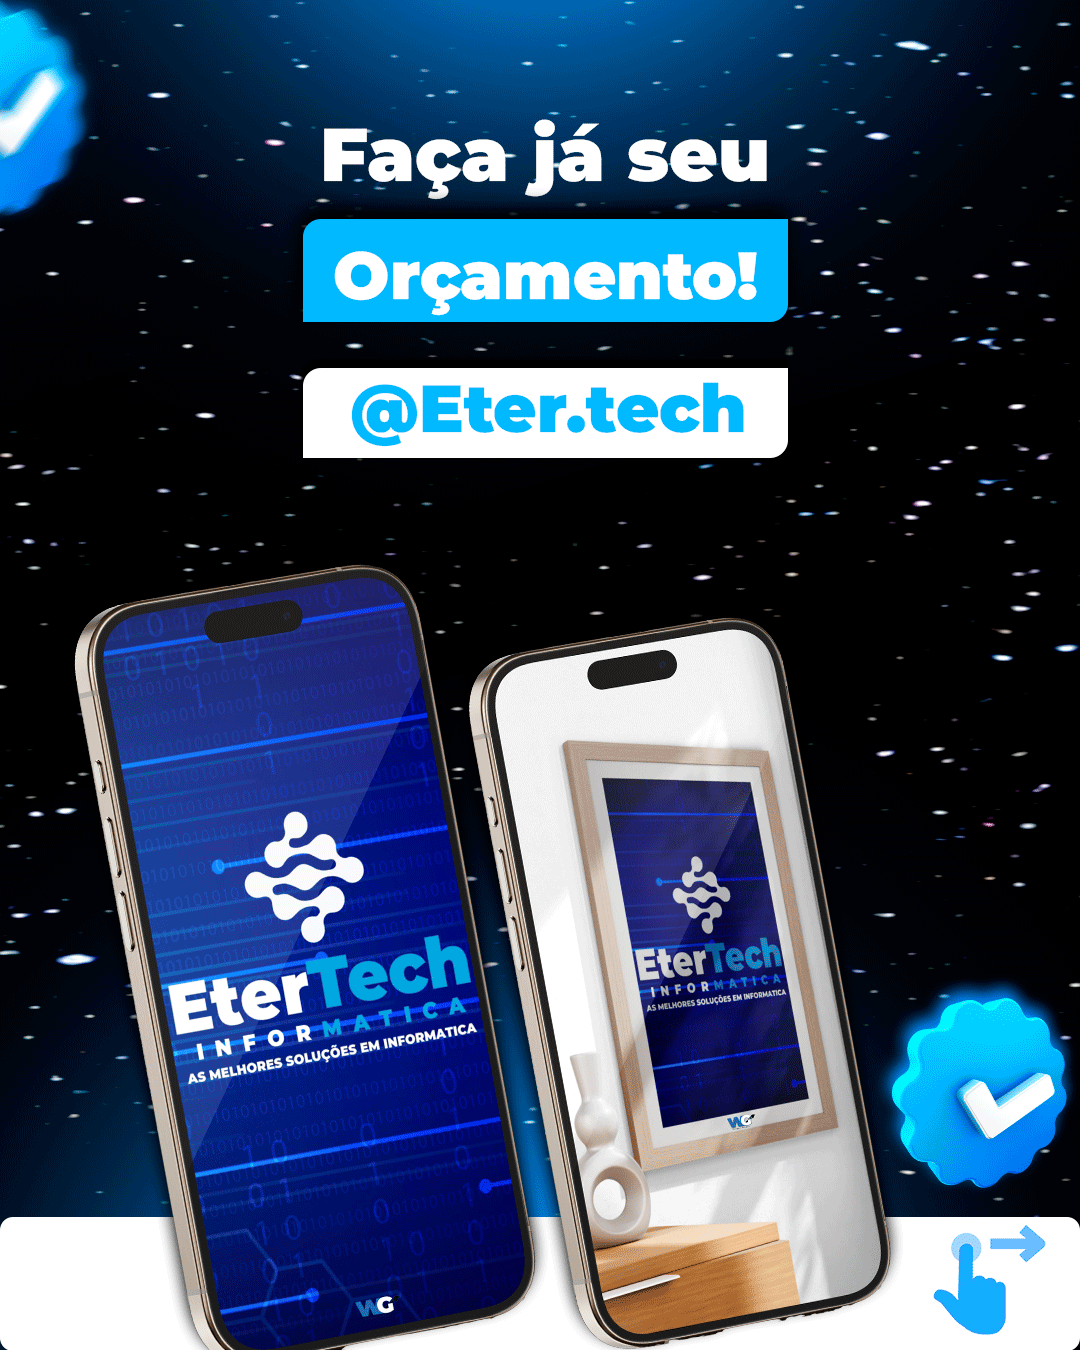 Faça já seu
Orçamento!
@Eter.tech
EterTech
INFORMATICA
AS MELHORES SOLUÇÕES EM INFORMATICA
WG
EterTech
INFORMATICA
AS MELHORES SOLUÇÕES EM INFORMATICA
WG